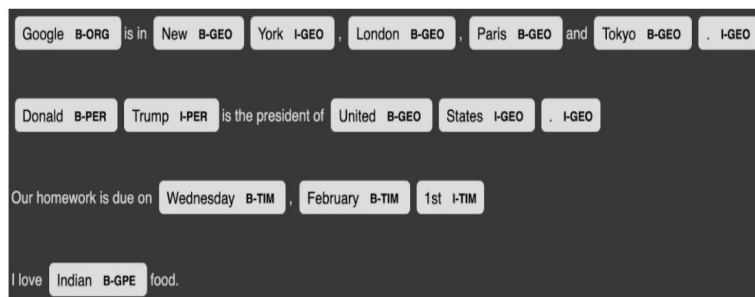 Google B-ORG is in New B-GEO York I-GEO , London B-GEO , Paris B-GEO and Tokyo B-GEO . I-GEO
Donald B-PER Trump I-PER is the president of United B-GEO States I-GEO . I-GEO
Our homework is due on Wednesday B-TIM , February B-TIM 1st I-TIM
I love Indian B-GPE food.